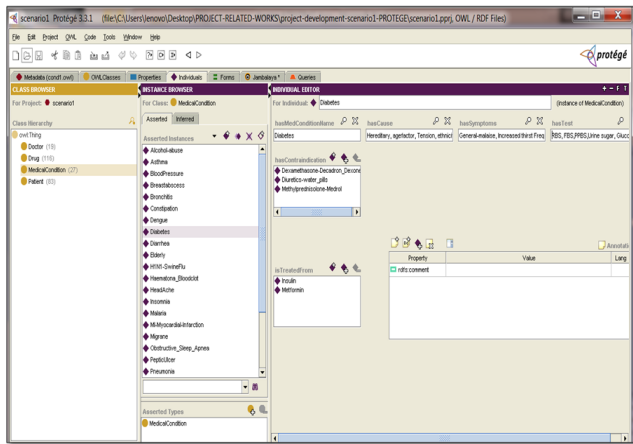 scenario1 Protégé 3.3.1 (file:\C:\Users\lenovo\Desktop\PROJECT-RELATED-WORKS\project-development-scenario1-PROTEGE\scenario1.pprj, OWL / RDF Files)
File Edit Project OWL Code Tools Window Help
protégé
Metadata (cond1.owl) OWLClasses Properties Individuals Forms Jambalaya Queries
CLASS BROWSER
For Project: scenario1
Class Hierarchy
owl:Thing
Doctor (18)
Drug (116)
MedicalCondition (27)
Patient (83)
INSTANCE BROWSER
For Class: MedicalCondition
Asserted Inferred
Asserted Instances
Alcohol-abuse
Asthma
BloodPressure
Breastabscess
Bronchitis
Constipation
Dengue
Diabetes
Diarrhea
Elderly
H1N1-SwineFlu
Haematona_Bloodclot
HeadAche
Insomnia
Malaria
MI-Myocardial-Infarction
Migrane
Obstructive_Sleep_Apnea
PepticUlcer
Pneumonia
Asserted Types
MedicalCondition
INDIVIDUAL EDITOR + - F T
For Individual: Diabetes (instance of MedicalCondition)
hasMedConditionName hasCause hasSymptoms hasTest
Diabetes Hereditary, agefactor, Tension, ethnici General-malaise, Increased thirst Freq RBS, FBS,PPBS,Urine sugar, Gluco
hasContraindication
Dexamethasone-Decadron_Dexone
Diuretics-water_pills
Methylprednisolone-Medrol
isTreatedFrom
Insulin
Metformin
Annotati
Property Value Lang
rdfs:comment